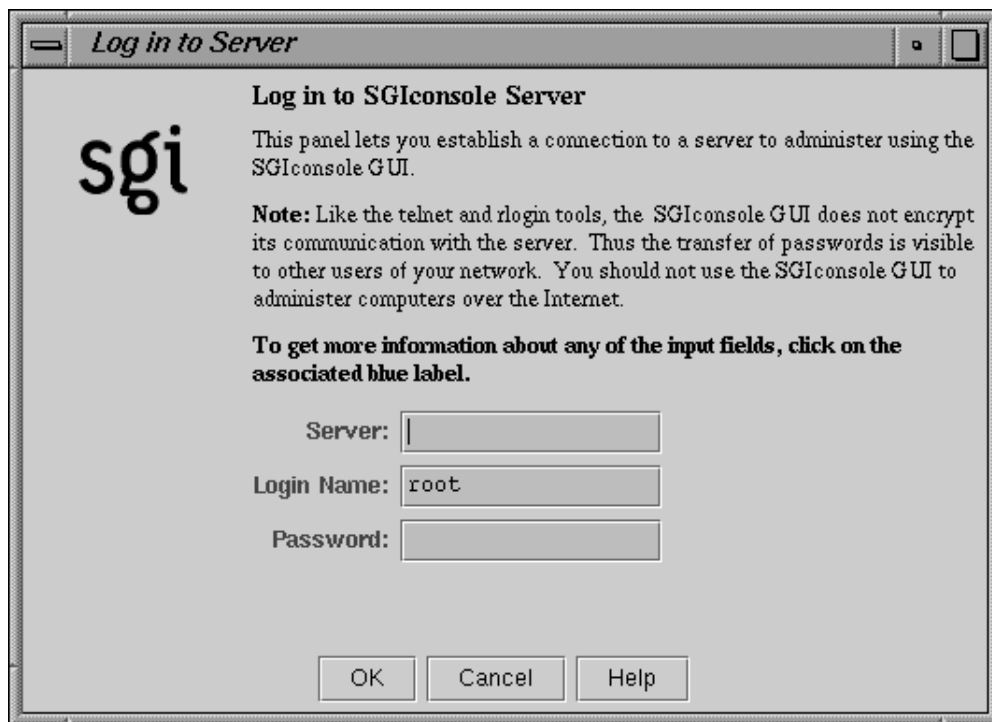 Log in to Server
sgi
Log in to SGIconsole Server
This panel lets you establish a connection to a server to administer using the
SGIconsole GUI.
Note: Like the telnet and rlogin tools, the SGIconsole GUI does not encrypt
its communication with the server. Thus the transfer of passwords is visible
to other users of your network. You should not use the SGIconsole GUI to
administer computers over the Internet.
To get more information about any of the input fields, click on the
associated blue label.
Server:
Login Name: root
Password:
OK Cancel Help